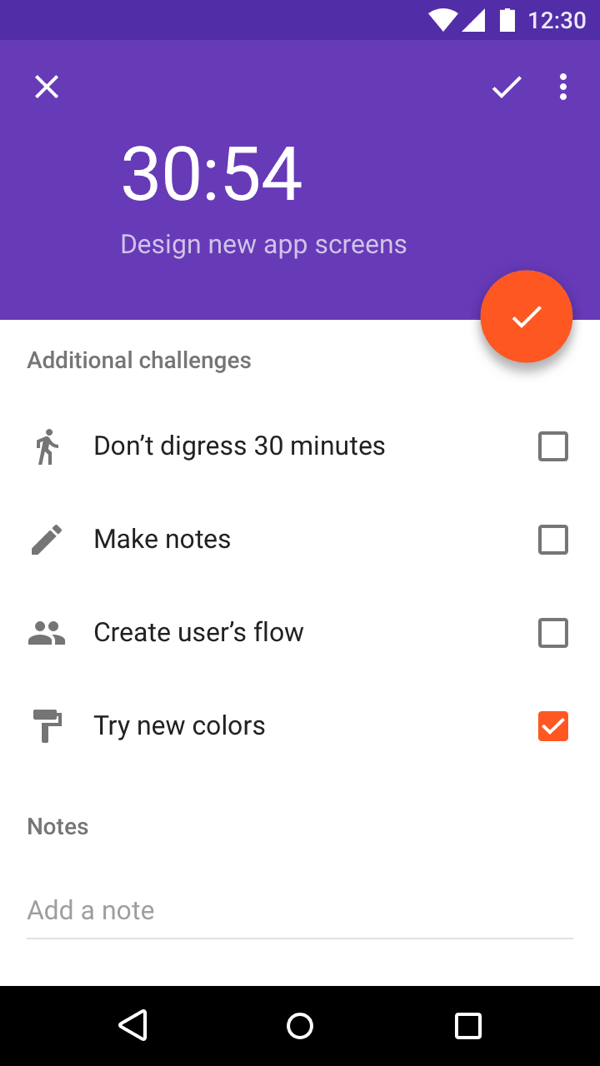 12:30
30:54
Design new app screens
Additional challenges
Don’t digress 30 minutes
Make notes
Create user’s flow
Try new colors
Notes
Add a note